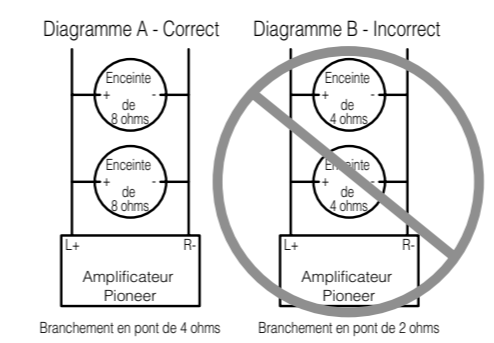 Diagramme A - Correct
Enceinte
+ -
de
8 ohms
Enceinte
+ -
de
8 ohms
L+ R-
Amplificateur
Pioneer
Branchement en pont de 4 ohms
Diagramme B - Incorrect
Enceinte
+ -
de
4 ohms
Enceinte
+ -
de
4 ohms
L+ R-
Amplificateur
Pioneer
Branchement en pont de 2 ohms